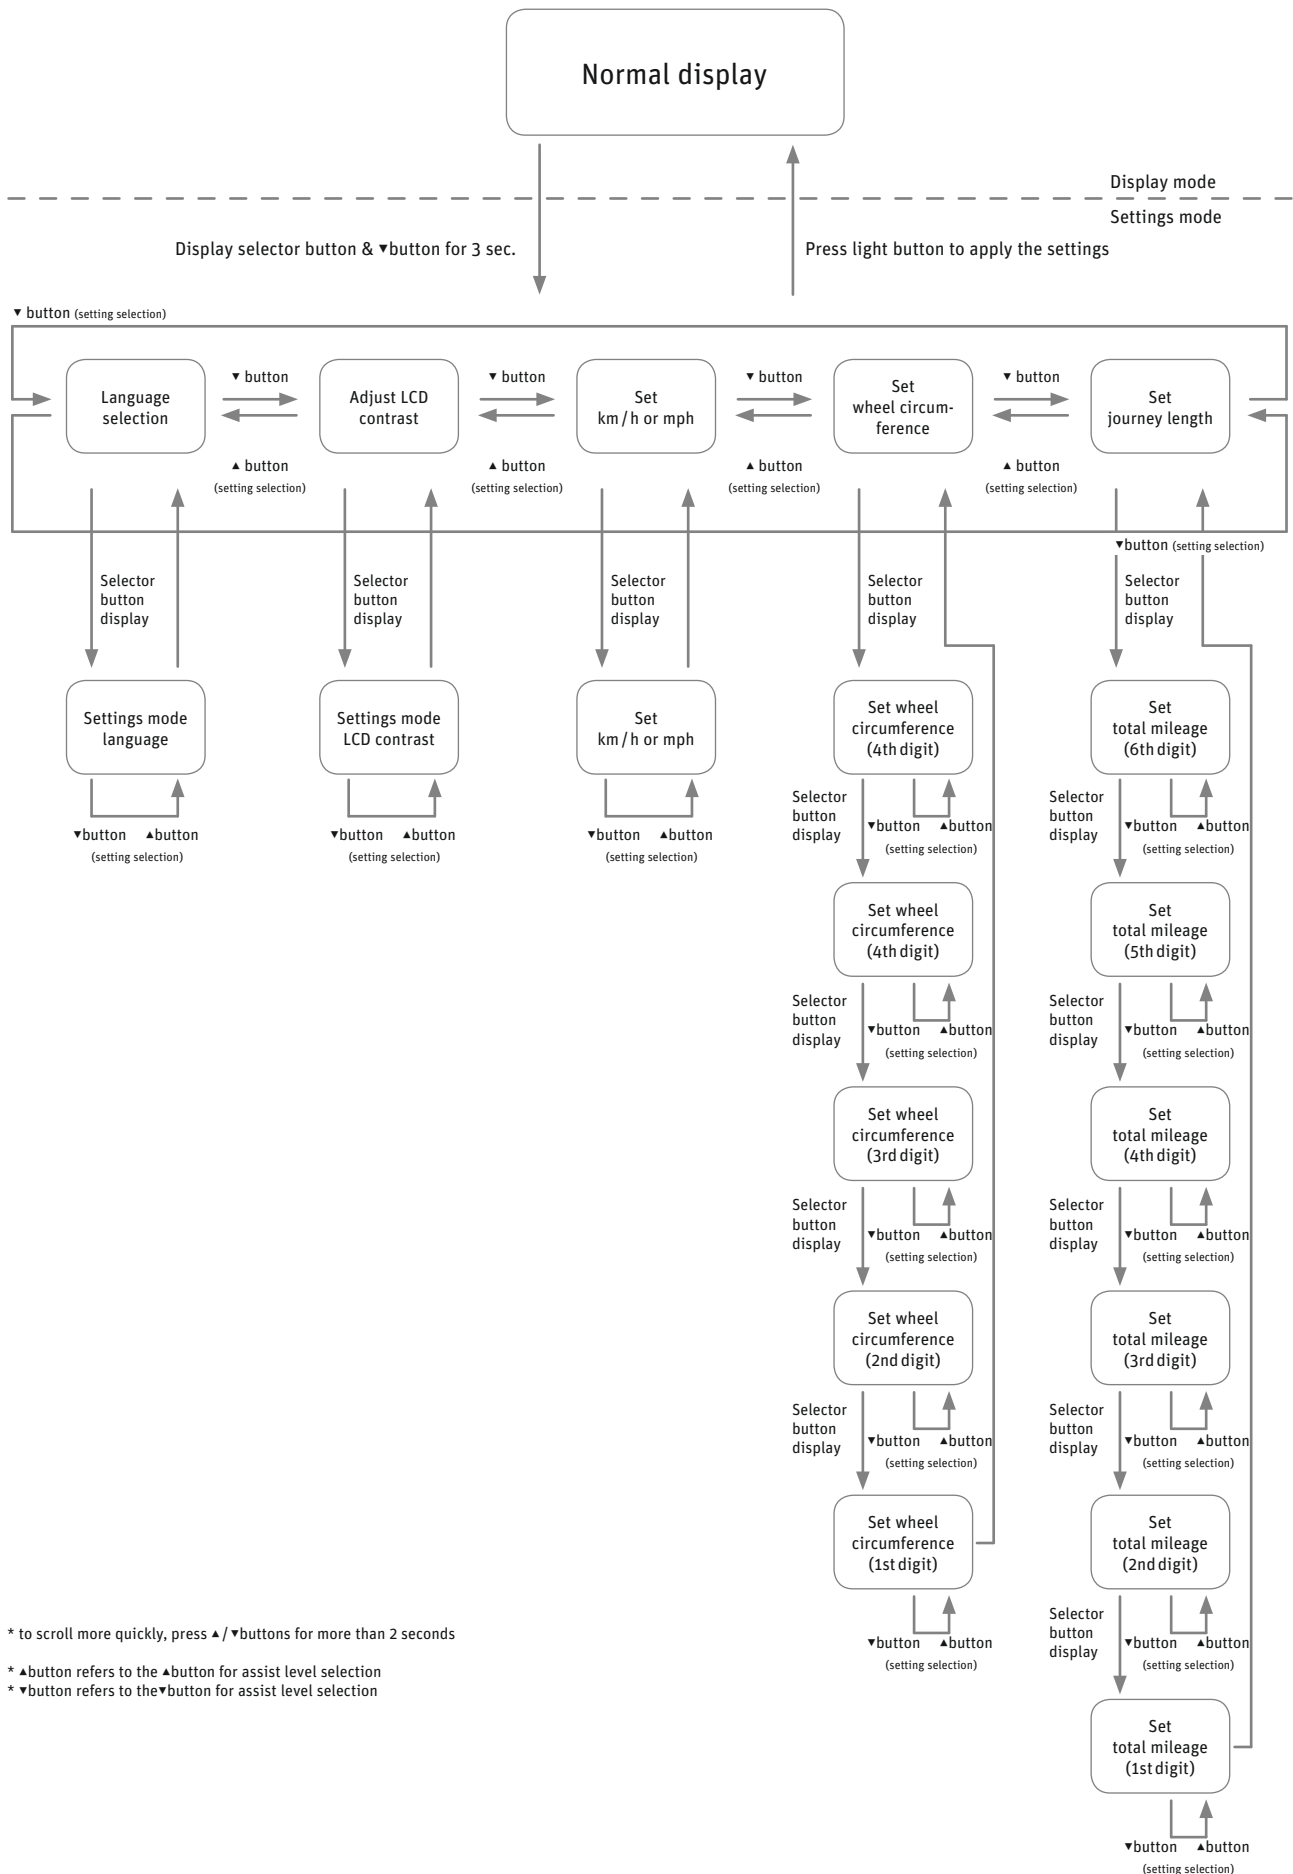 Normal display
Display mode
Settings mode
Display selector button & ▼button for 3 sec.
Press light button to apply the settings
▼ button (setting selection)
Language
selection
▼ button
▲ button
(setting selection)
Adjust LCD
contrast
▼ button
▲ button
(setting selection)
Set
km / h or mph
▼ button
▲ button
(setting selection)
Set
wheel circum-
ference
▼ button
▲ button
(setting selection)
Set
journey length
▼button (setting selection)
Selector
button
display
Selector
button
display
Selector
button
display
Selector
button
display
Selector
button
display
Settings mode
language
▼button ▲button
(setting selection)
Settings mode
LCD contrast
▼button ▲button
(setting selection)
Set
km / h or mph
▼button ▲button
(setting selection)
Set wheel
circumference
(4th digit)
Selector
button
display
▼button ▲button
(setting selection)
Set wheel
circumference
(4th digit)
Selector
button
display
▼button ▲button
(setting selection)
Set wheel
circumference
(3rd digit)
Selector
button
display
▼button ▲button
(setting selection)
Set wheel
circumference
(2nd digit)
Selector
button
display
▼button ▲button
(setting selection)
Set wheel
circumference
(1st digit)
▼button ▲button
(setting selection)
Set
total mileage
(6th digit)
Selector
button
display
▼button ▲button
(setting selection)
Set
total mileage
(5th digit)
Selector
button
display
▼button ▲button
(setting selection)
Set
total mileage
(4th digit)
Selector
button
display
▼button ▲button
(setting selection)
Set
total mileage
(3rd digit)
Selector
button
display
▼button ▲button
(setting selection)
Set
total mileage
(2nd digit)
Selector
button
display
▼button ▲button
(setting selection)
Set
total mileage
(1st digit)
▼button ▲button
(setting selection)
* to scroll more quickly, press ▲ / ▼buttons for more than 2 seconds
* ▲button refers to the ▲button for assist level selection
* ▼button refers to the▼button for assist level selection